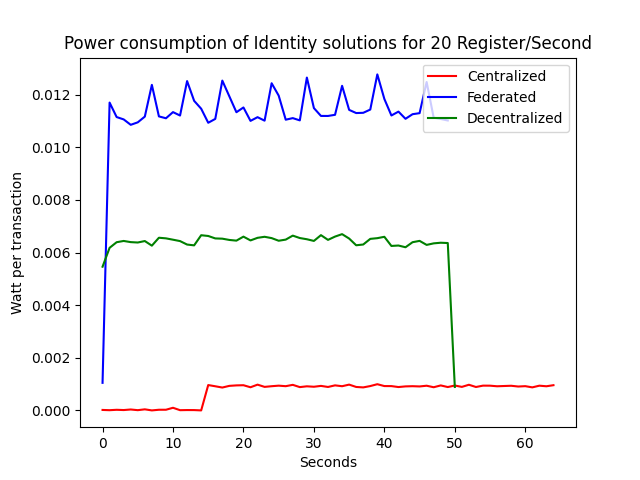 Power consumption of Identity solutions for 20 Register/Second
Centralized
Federated
Decentralized
0.012
0.010
0.008
0.006
0.004
0.002
0.000
Watt per transaction
0 10 20 30 40 50 60
Seconds